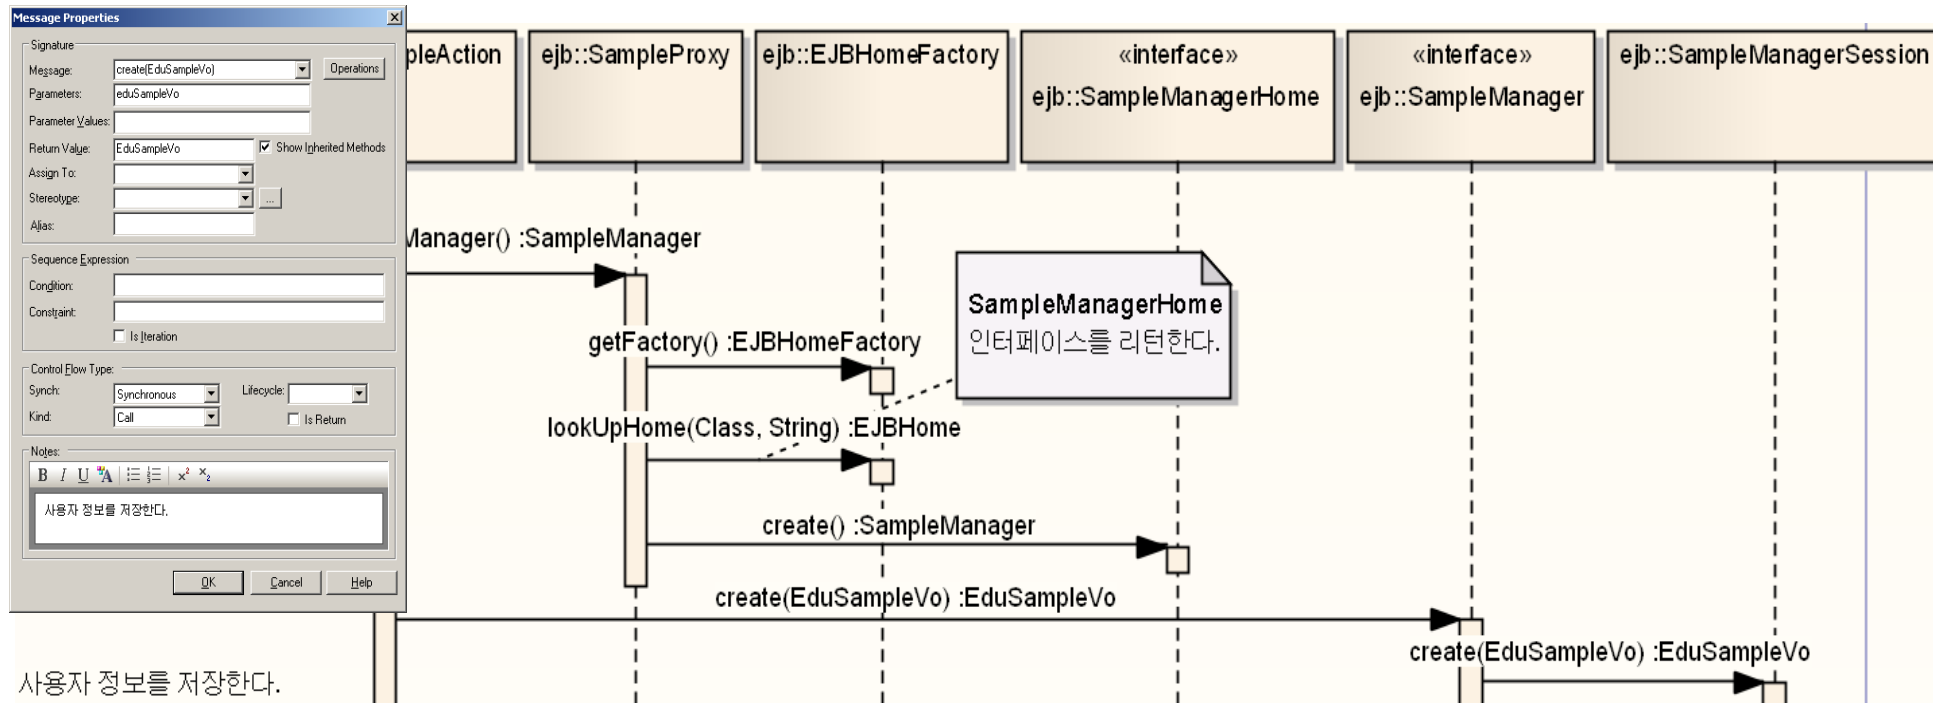 Message Properties
Signature
Message: create(EduSampleVo) Operations
Parameters: eduSampleVo
Parameter Values:
Return Value: EduSampleVo Show Inherited Methods
Assign To:
Stereotype: ...
Alias:
Sequence Expression
Condition:
Constraint:
Is Iteration
Control Flow Type:
Synch: Synchronous Lifecycle:
Kind: Call Is Return
Notes:
B I U A x² x₂
사용자 정보를 저장한다.
OK Cancel Help
pleAction
ejb::SampleProxy
ejb::EJBHomeFactory
«interface»
ejb::SampleManagerHome
«interface»
ejb::SampleManager
ejb::SampleManagerSession
Manager() :SampleManager
SampleManagerHome
인터페이스를 리턴한다.
getFactory() :EJBHomeFactory
lookUpHome(Class, String) :EJBHome
create() :SampleManager
create(EduSampleVo) :EduSampleVo
create(EduSampleVo) :EduSampleVo
사용자 정보를 저장한다.